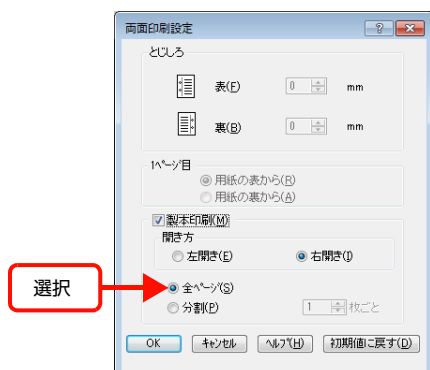 両面印刷設定
とじしろ
表(F) 0 mm
裏(B) 0 mm
1ﾍﾟｰｼﾞ目
用紙の表から(R)
用紙の裏から(A)
製本印刷(M)
開き方
左開き(E) 右開き(I)
選択
全ﾍﾟｰｼﾞ(S)
分割(P) 1 枚ごと
OK ｷｬﾝｾﾙ ﾍﾙﾌﾟ(H) 初期値に戻す(D)